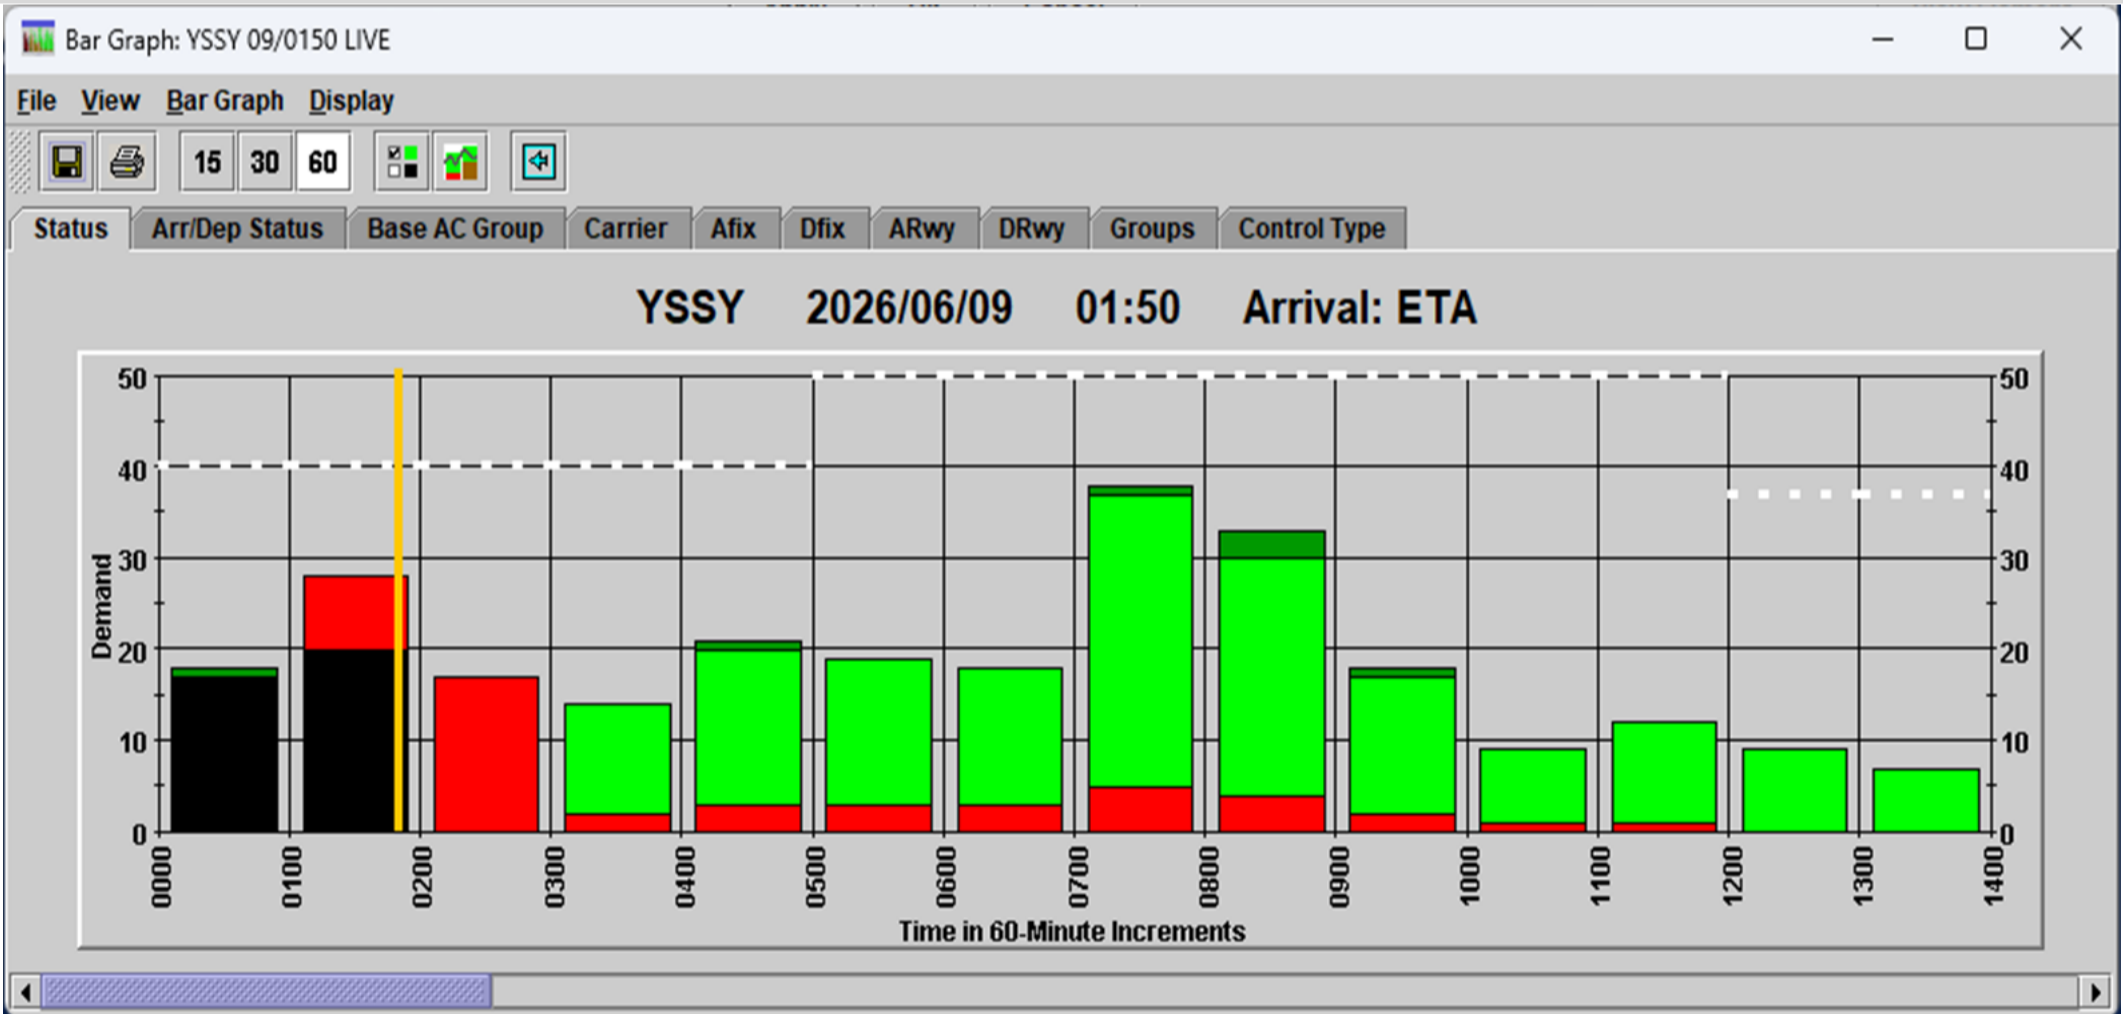 Bar Graph: YSSY 09/0150 LIVE
File View Bar Graph Display
15 30 60
Status Arr/Dep Status Base AC Group Carrier Afix Dfix ARwy DRwy Groups Control Type
YSSY 2026/06/09 01:50 Arrival: ETA
50 50
40 40
30 30
20 20
10 10
0 0
Demand
0000 0100 0200 0300 0400 0500 0600 0700 0800 0900 1000 1100 1200 1300 1400
Time in 60-Minute Increments